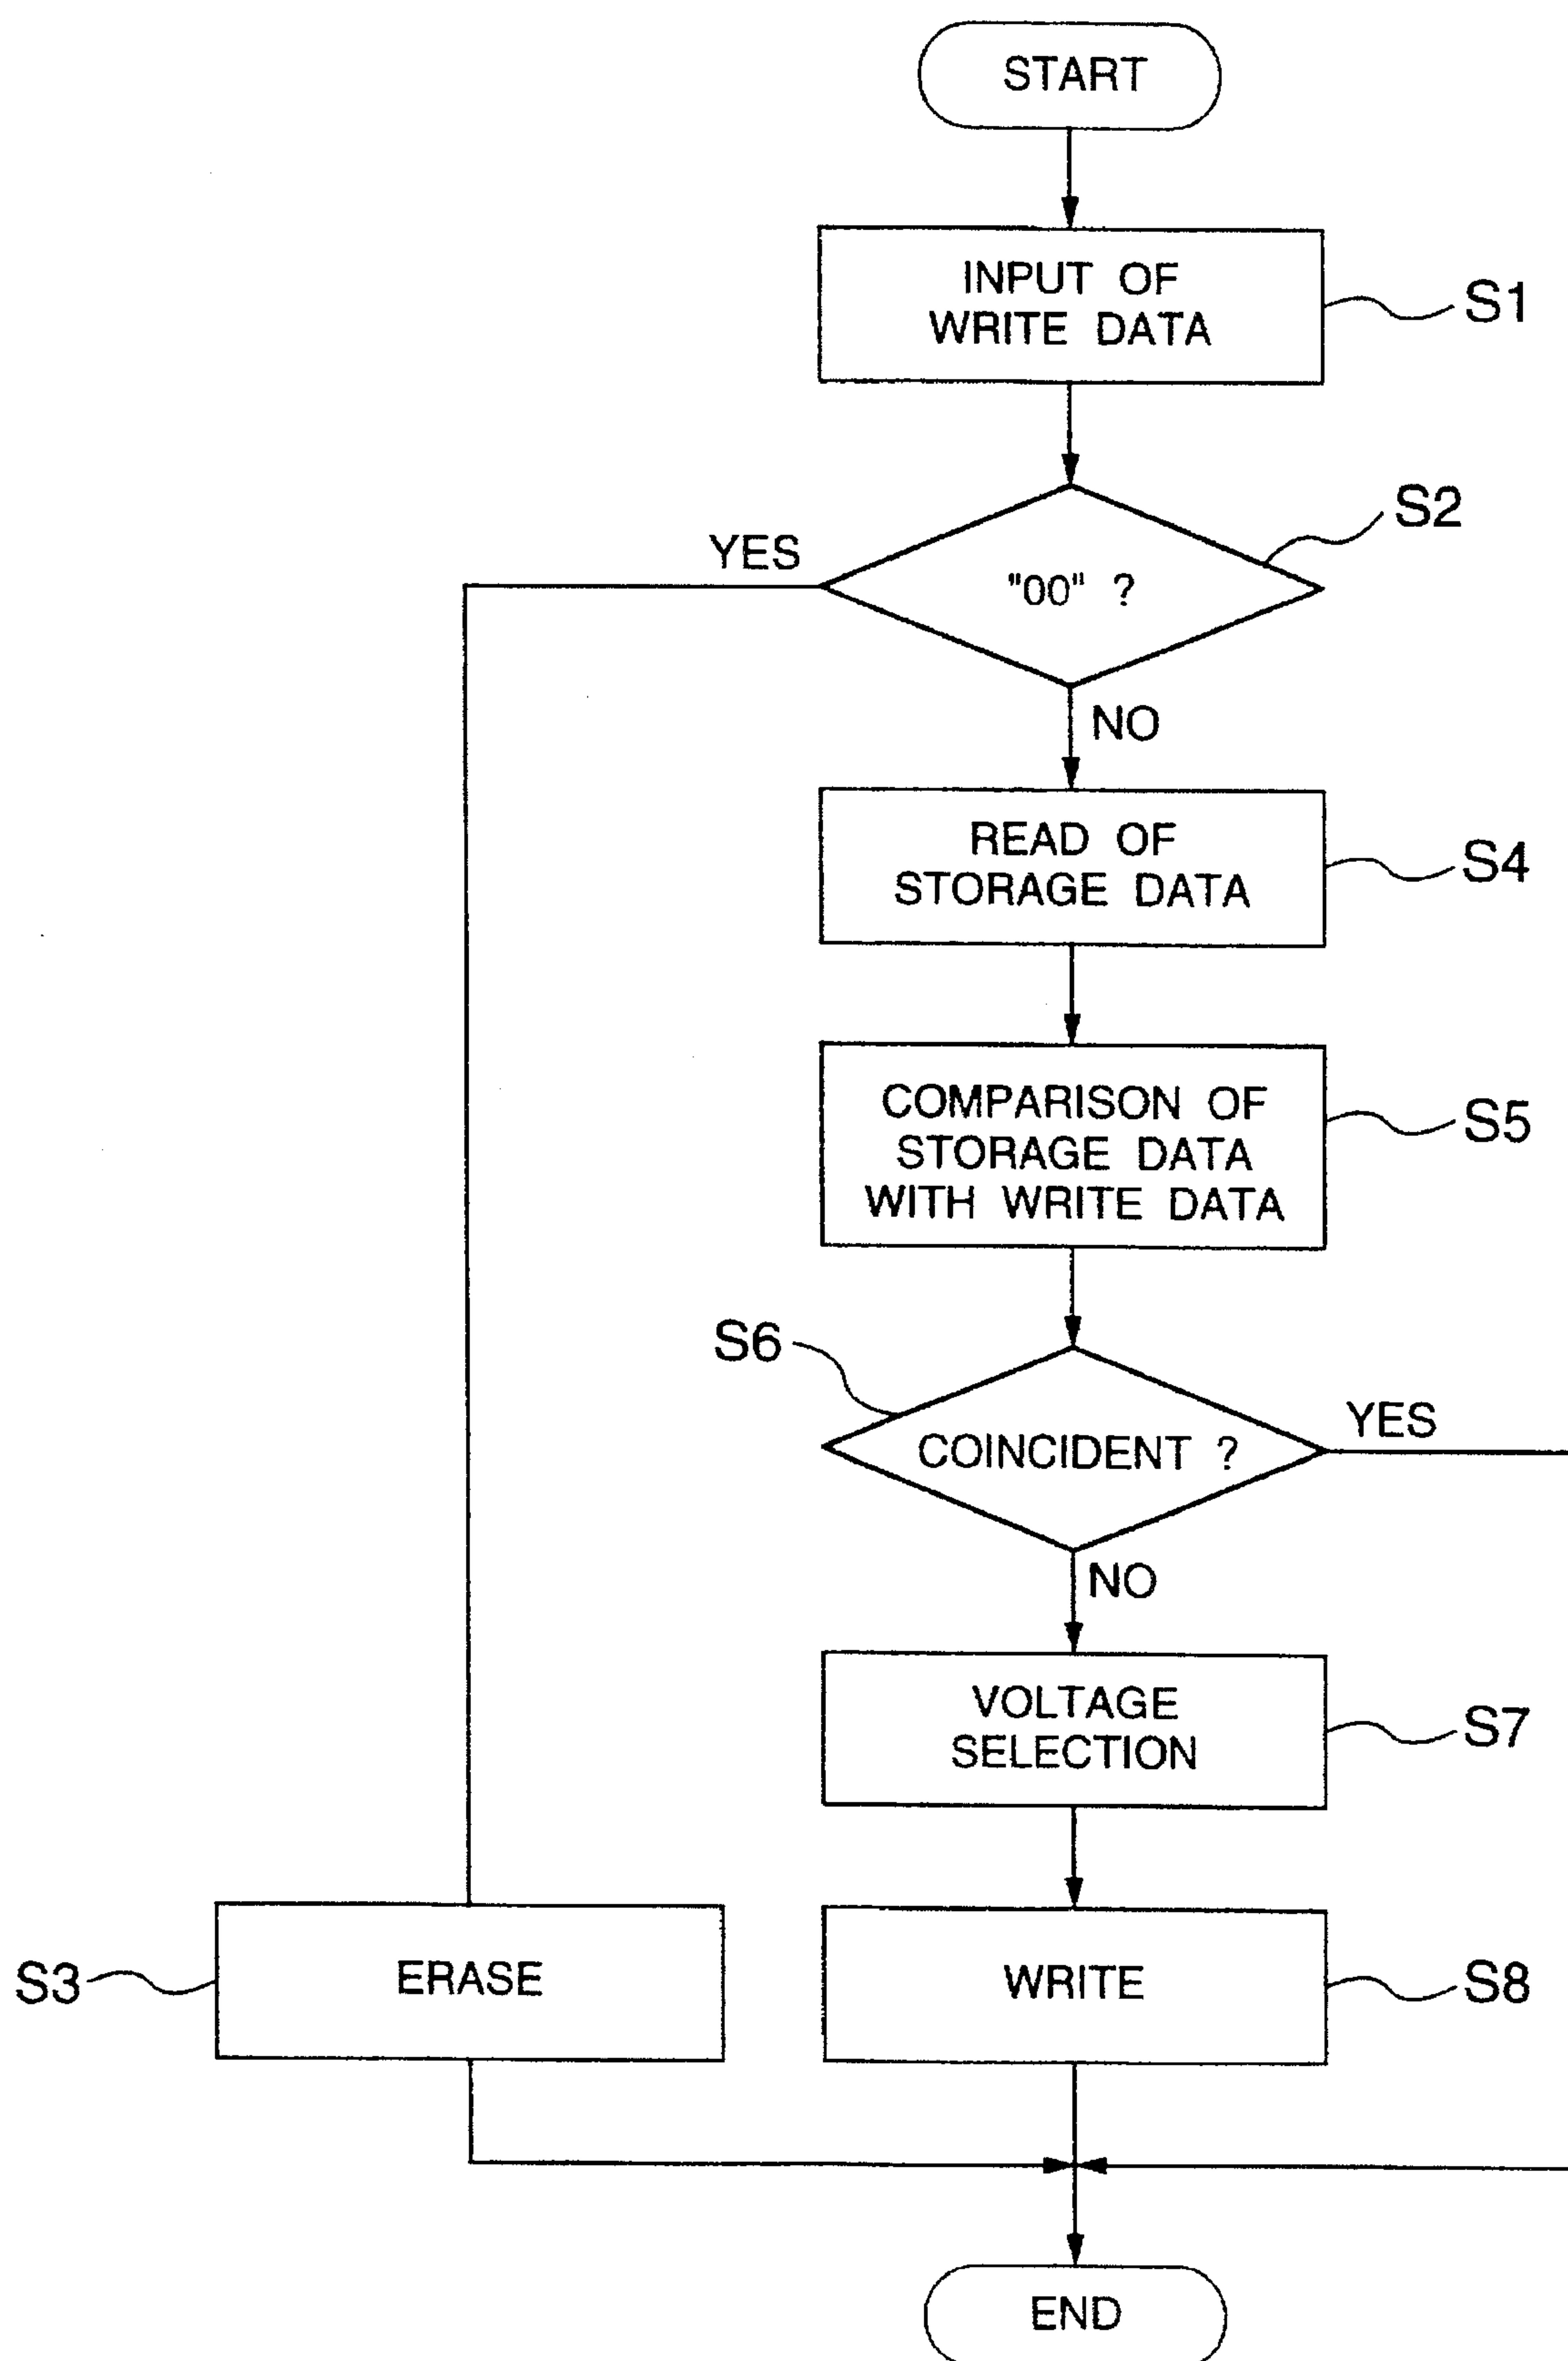 START
INPUT OF
WRITE DATA
S1
S2
YES
"00" ?
NO
READ OF
STORAGE DATA
S4
COMPARISON OF
STORAGE DATA
WITH WRITE DATA
S5
S6
COINCIDENT ?
YES
NO
VOLTAGE
SELECTION
S7
S3
ERASE
WRITE
S8
END